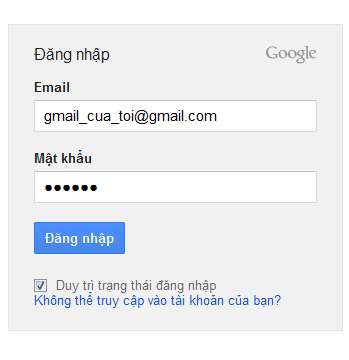 Đăng nhập Google
Email
gmail_cua_toi@gmail.com
Mật khẩu
••••••
Đăng nhập
Duy trì trạng thái đăng nhập
Không thể truy cập vào tài khoản của bạn?